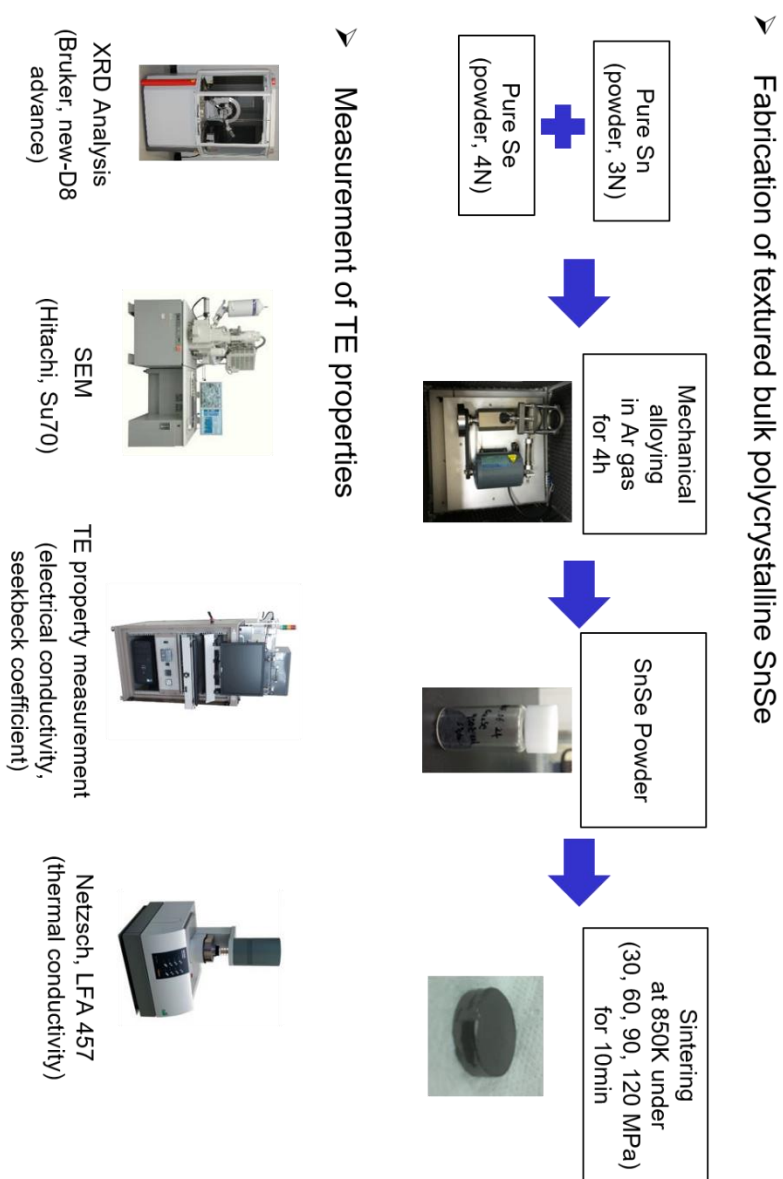 ➢ Fabrication of textured bulk polycrystalline SnSe
Pure Sn
(powder, 3N)
Pure Se
(powder, 4N)
Mechanical
alloying
in Ar gas
for 4h
SnSe Powder
Sintering
at 850K under
(30, 60, 90, 120 MPa)
for 10min
➢ Measurement of TE properties
XRD Analysis
(Bruker, new-D8
advance)
SEM
(Hitachi, Su70)
TE property measurement
(electrical conductivity,
seekbeck coefficient)
Netzsch, LFA 457
(thermal conductivity)